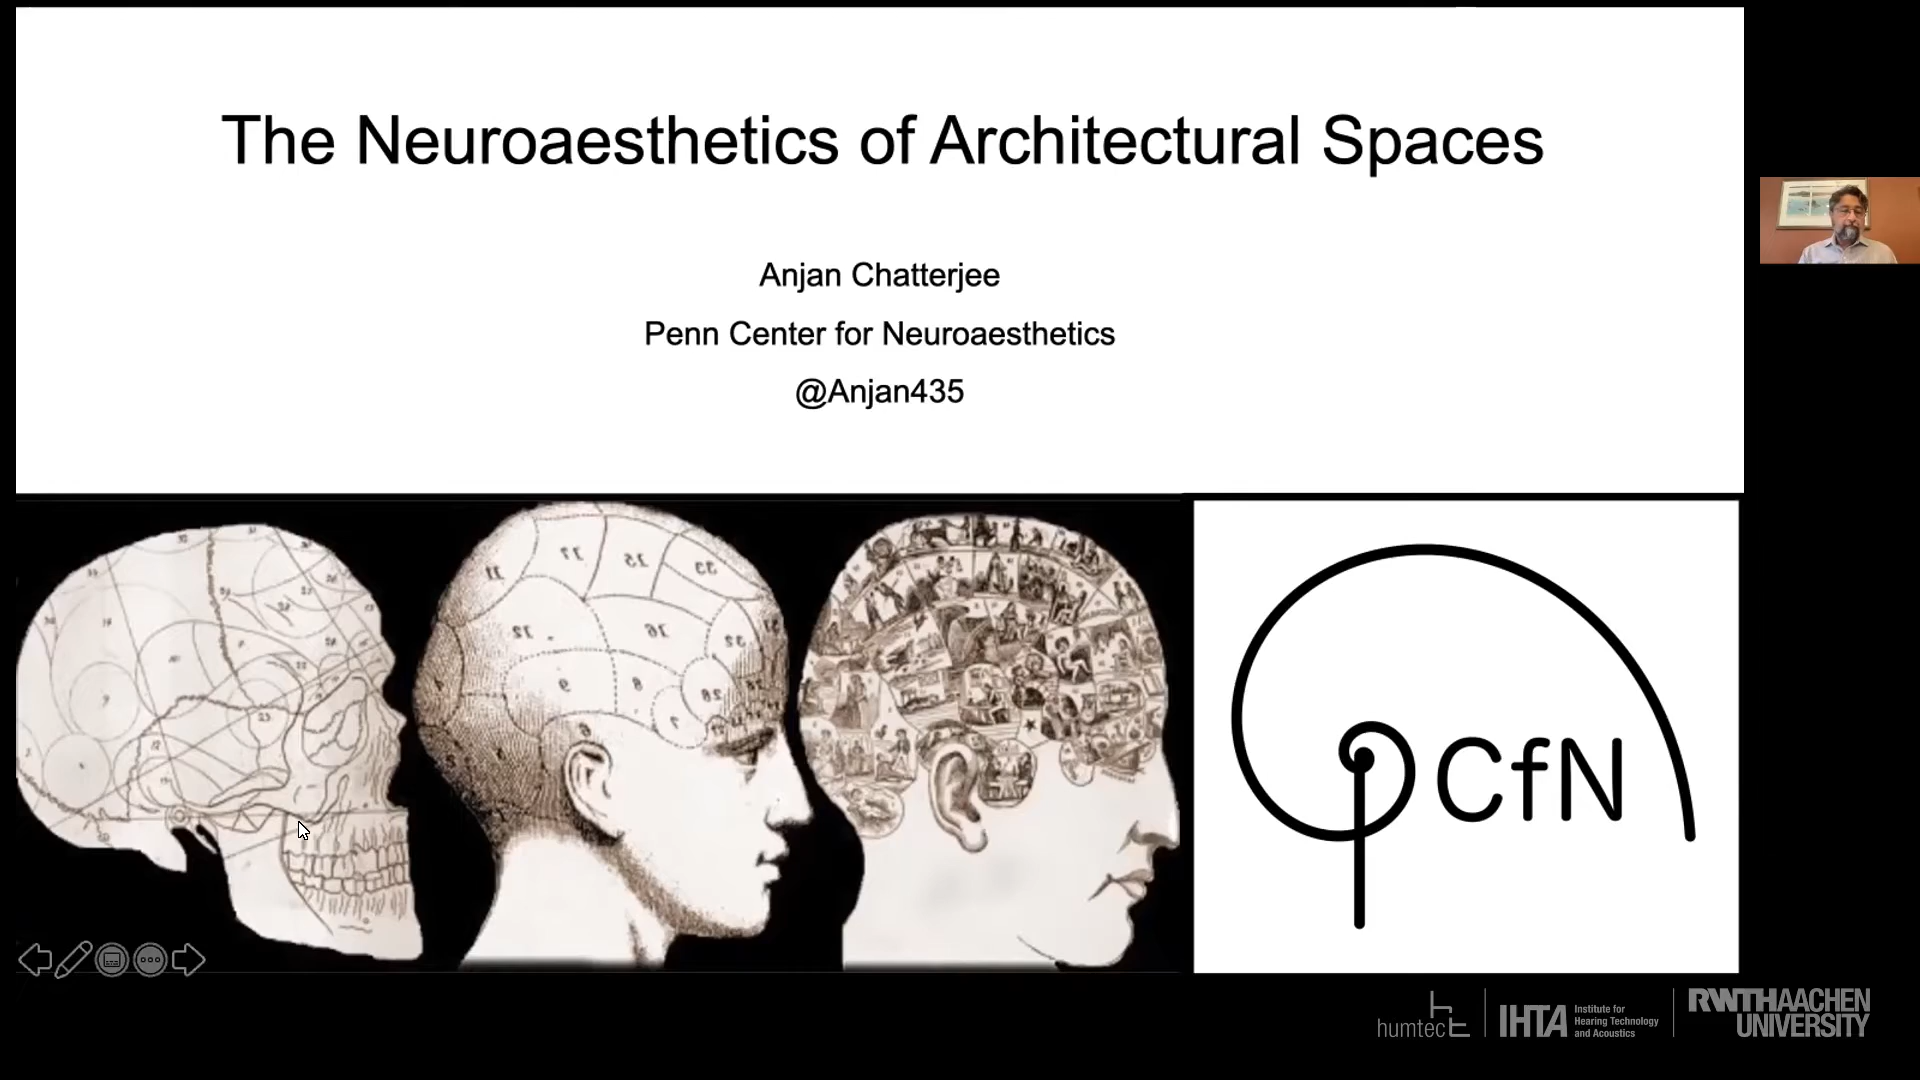 The Neuroaesthetics of Architectural Spaces
Anjan Chatterjee
Penn Center for Neuroaesthetics
@Anjan435
CfN
humtec
IHTA
Institute for
Hearing Technology
and Acoustics
RWTHAACHEN
UNIVERSITY